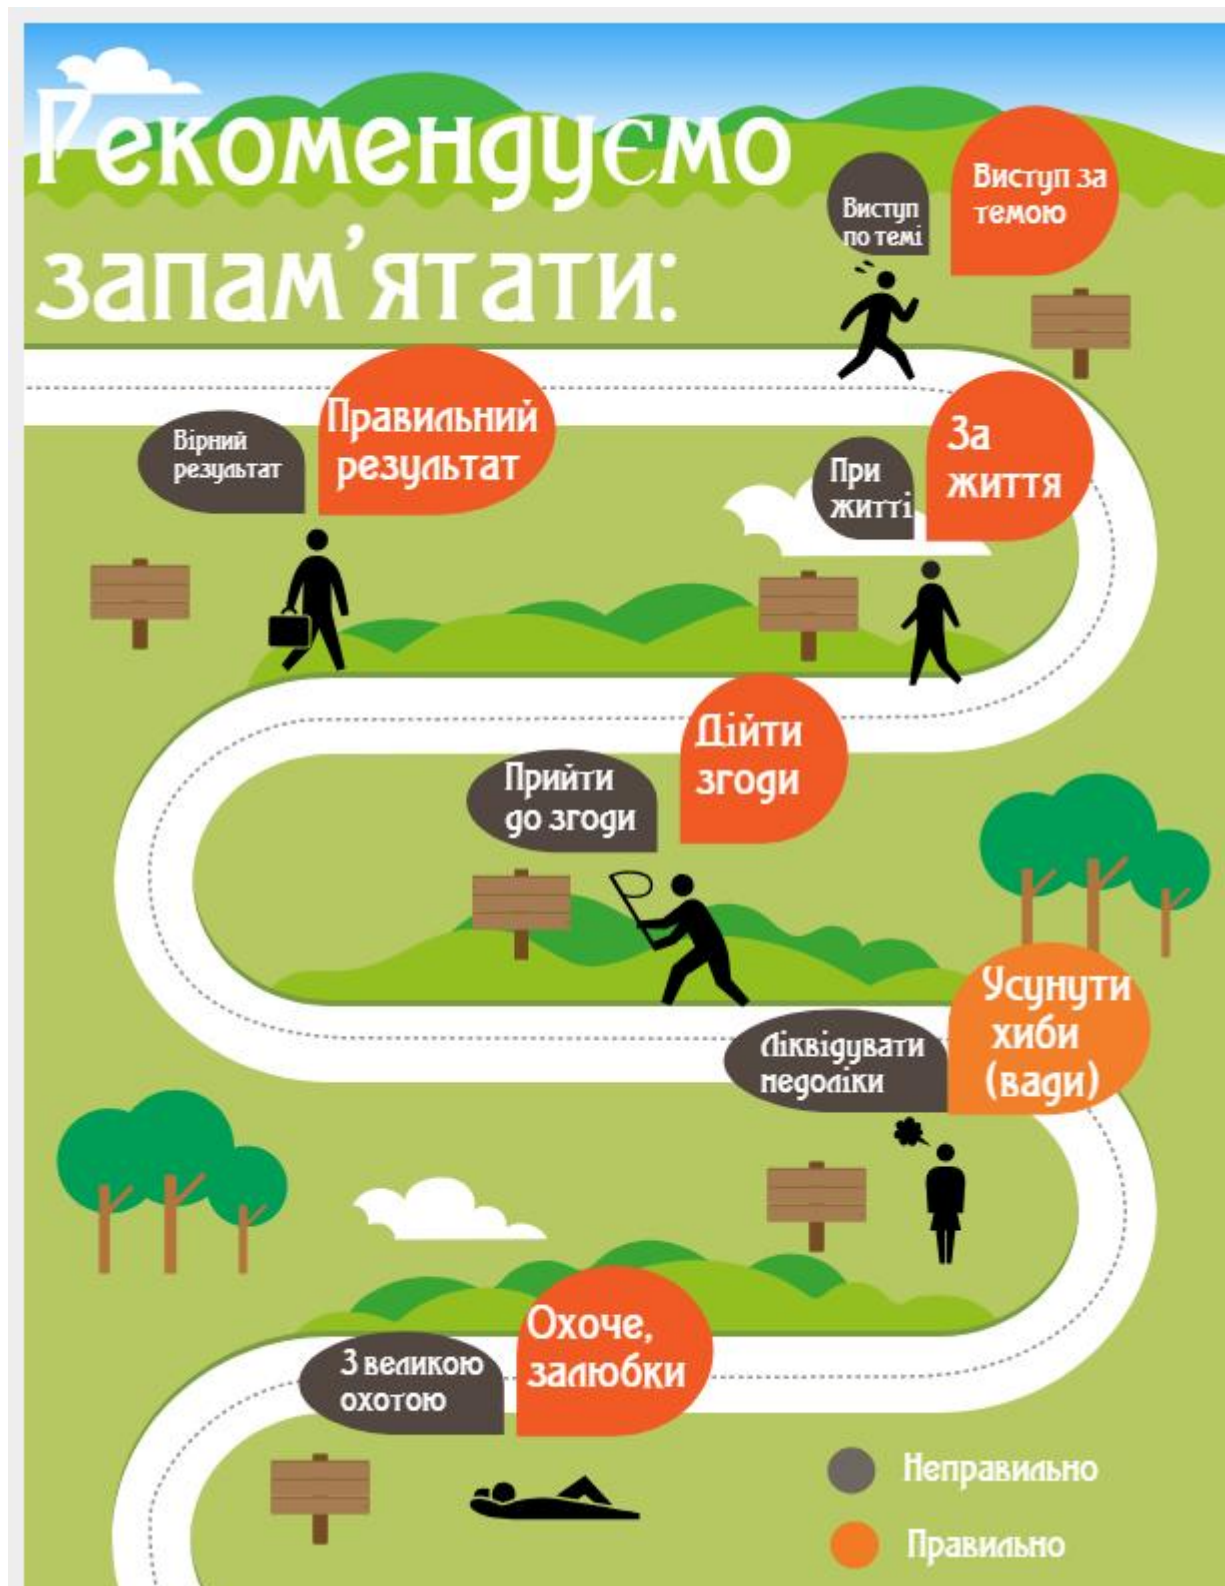 Рекомендуємо
запам’ятати:
Виступ
по темі
Виступ за
темою
Вірний
результат
Правильний
результат
При
житті
За
життя
Прийти
до згоди
Дійти
згоди
Ліквідувати
недоліки
Усунути
хиби
(вади)
З великою
охотою
Охоче,
залюбки
Неправильно
Правильно